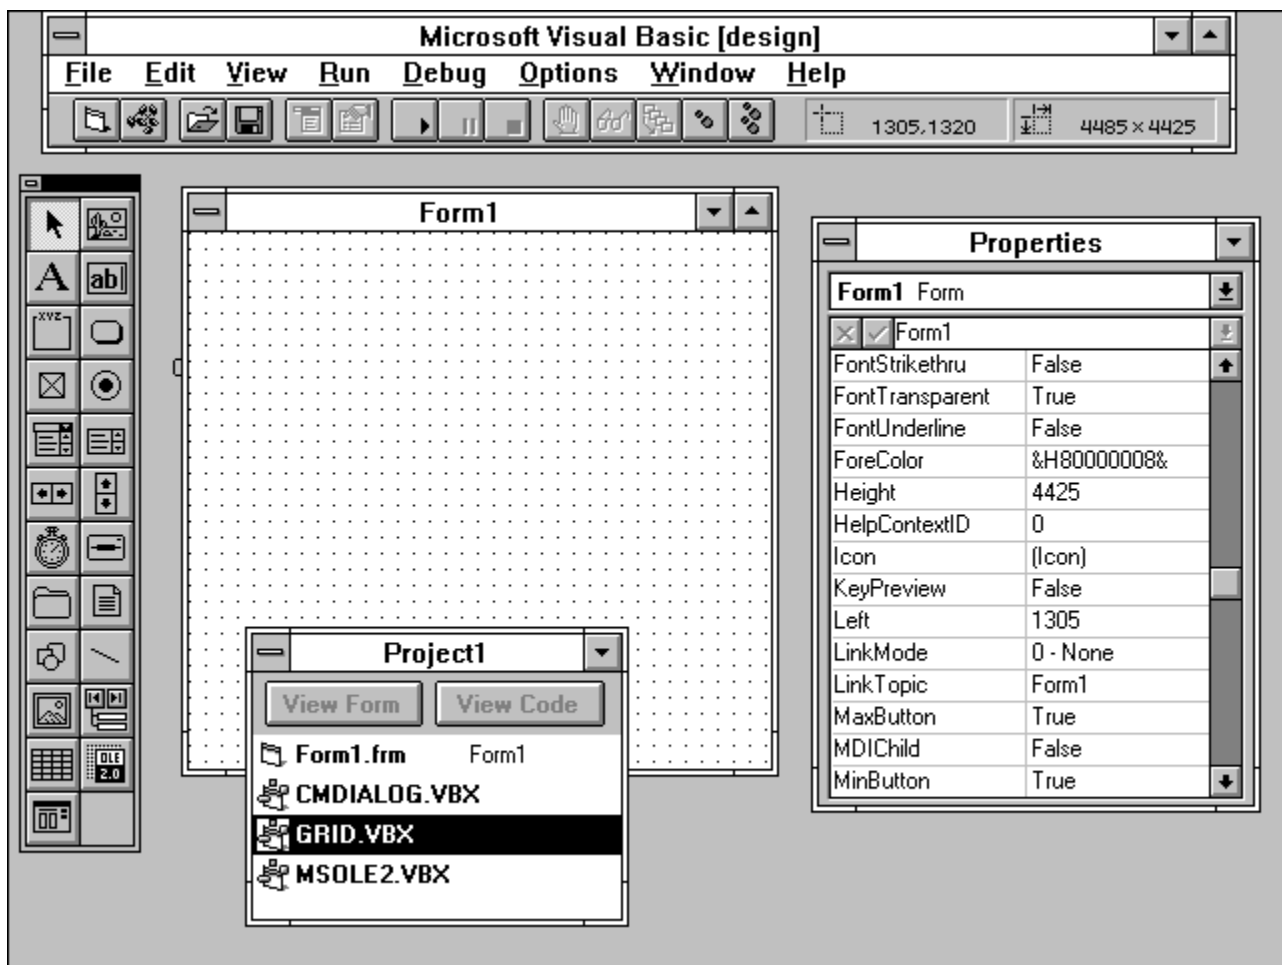 Microsoft Visual Basic [design]
File Edit View Run Debug Options Window Help
1305,1320 4485×4425
Form1
A
ab
XYZ
OLE
2.0
Properties
Form1 Form
Form1
FontStrikethru False
FontTransparent True
FontUnderline False
ForeColor &H80000008&
Height 4425
HelpContextID 0
Icon (Icon)
KeyPreview False
Left 1305
LinkMode 0 - None
LinkTopic Form1
MaxButton True
MDIChild False
MinButton True
Project1
View Form View Code
Form1.frm Form1
CMDIALOG.VBX
GRID.VBX
MSOLE2.VBX